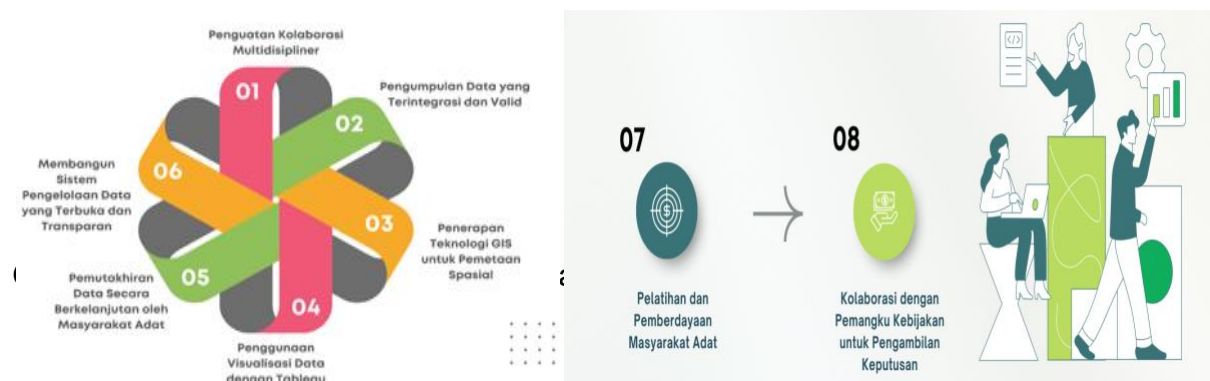 01
Penguatan Kolaborasi
Multidisipliner
02
Pengumpulan Data yang
Terintegrasi dan Valid
03
Penerapan
Teknologi GIS
untuk Pemetaan
Spasial
04
Penggunaan
Visualisasi Data
dengan Tableau
05
Pemutakhiran
Data Secara
Berkelanjutan oleh
Masyarakat Adat
06
Membangun
Sistem
Pengelolaan Data
yang Terbuka dan
Transparan
07
Pelatihan dan
Pemberdayaan
Masyarakat Adat
08
Kolaborasi dengan
Pemangku Kebijakan
untuk Pengambilan
Keputusan